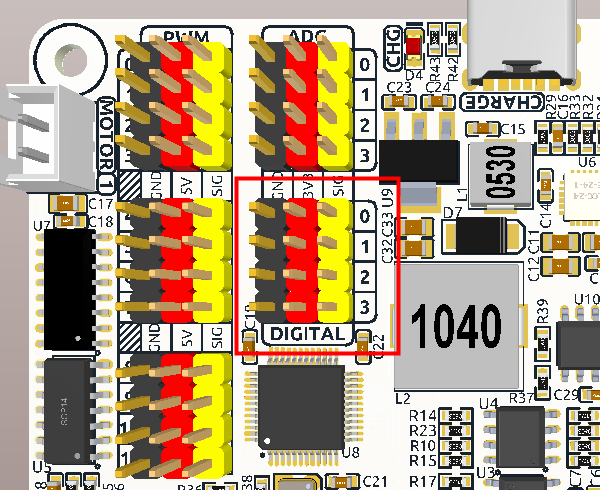 PWM
ADC
CHG
D4
R43
R42
0
1
2
3
C23
C24
CHARGE
C15
R29
C16
R33
R32
MOTOR1
GND
5V
SIG
3V3
SIG
U9
L1
0530
U6
C14
C17
C18
U7
0
1
2
3
C32
C33
D7
C11
C12
GND
5V
SIG
DIGITAL
C22
1040
R39
U10
L2
R37
C29
U8
U5
U4
R14
R23
R10
R15
R17
U3
C21
R36